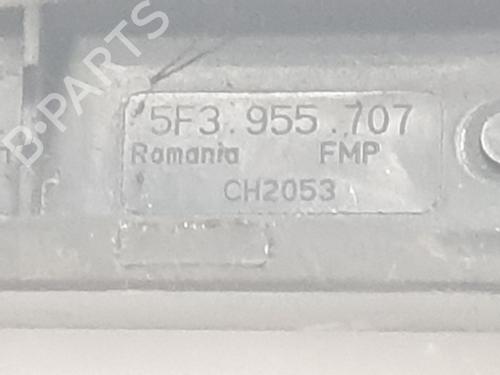 B-PARTS
5F3.955.707
Romania FMP
CH2053